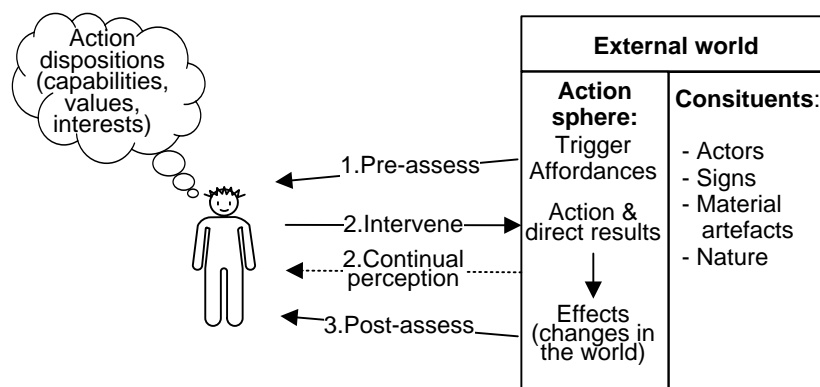 Action
dispositions
(capabilities,
values,
interests)
1.Pre-assess
2.Intervene
2.Continual
perception
3.Post-assess
External world
Action
sphere:
Trigger
Affordances
Action &
direct results
Effects
(changes in
the world)
Consituents:
- Actors
- Signs
- Material
artefacts
- Nature